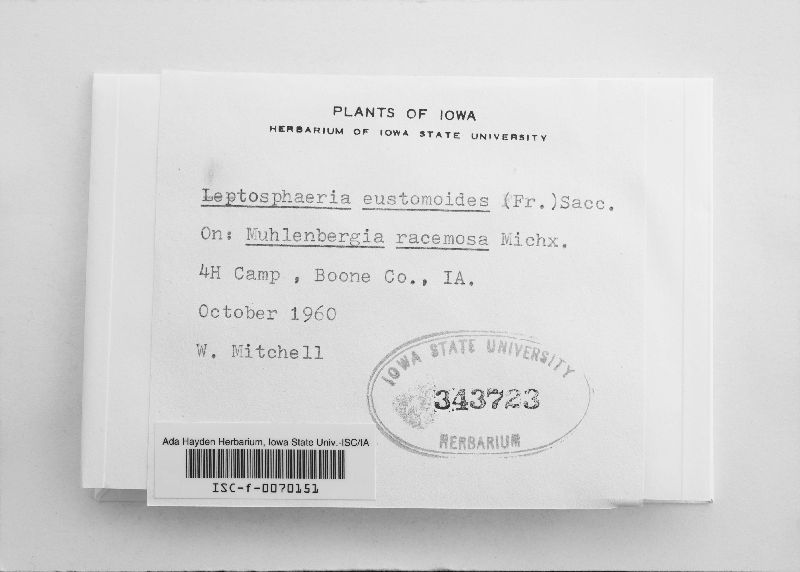 PLANTS OF IOWA
HERBARIUM OF IOWA STATE UNIVERSITY
Leptosphaeria eustomoides (Fr.)Sacc.
On: Muhlenbergia racemosa Michx.
4H Camp , Boone Co., IA.
October 1960
W. Mitchell
IOWA STATE UNIVERSITY
343723
HERBARIUM
Ada Hayden Herbarium, Iowa State Univ.-ISC/IA
ISC-f-0070151